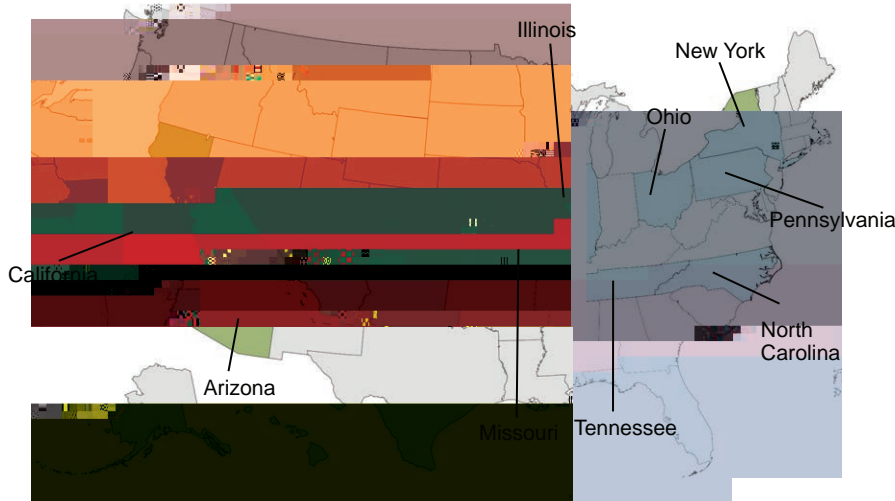 Illinois
New York
Ohio
Pennsylvania
California
North
Carolina
Arizona
Missouri
Tennessee